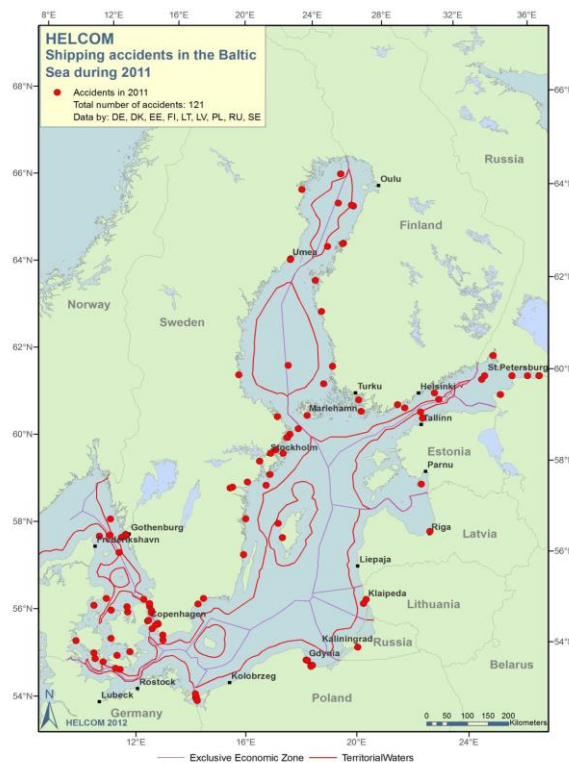 8°E 12°E 16°E 20°E 24°E 28°E 32°E 36°E
HELCOM
Shipping accidents in the Baltic
Sea during 2011
Accidents in 2011
Total number of accidents: 121
Data by: DE, DK, EE, FI, LT, LV, PL, RU, SE
68°N
66°N
66°N
Russia
Oulu
64°N
Finland
Umea
64°N
62°N
Norway
Sweden
62°N
60°N
St.Petersburg
Turku
Helsinki
Mariehamn
Tallinn
60°N
Stockholm
Estonia
58°N
Parnu
58°N
Gothenburg
Riga
Frederikshavn
Latvia
Liepaja
56°N
Klaipeda
56°N
Copenhagen
Lithuania
Kaliningrad
Russia
Gdynia
Belarus
54°N
Kolobrzeg
Rostock
54°N
Lubeck
Poland
N
Germany
HELCOM 2012
0 25 50 100 150 200
Kilometers
12°E 16°E 20°E 24°E
Exclusive Economic Zone TerritorialWaters